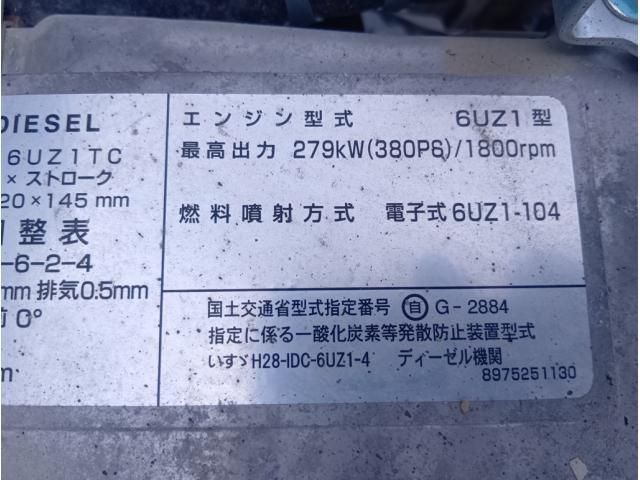 DIESEL
6UZ1TC
× ストローク
20×145 mm
整表
-6-2-4
mm 排気0.5mm
前 0°
m
エンジン型式 6UZ1型
最高出力 279kW(380PS)/1800rpm
燃料噴射方式 電子式6UZ1-104
国土交通省型式指定番号 自 G-2884
指定に係る一酸化炭素等発散防止装置型式
いすゞH28-IDC-6UZ1-4 ディーゼル機関
8975251130